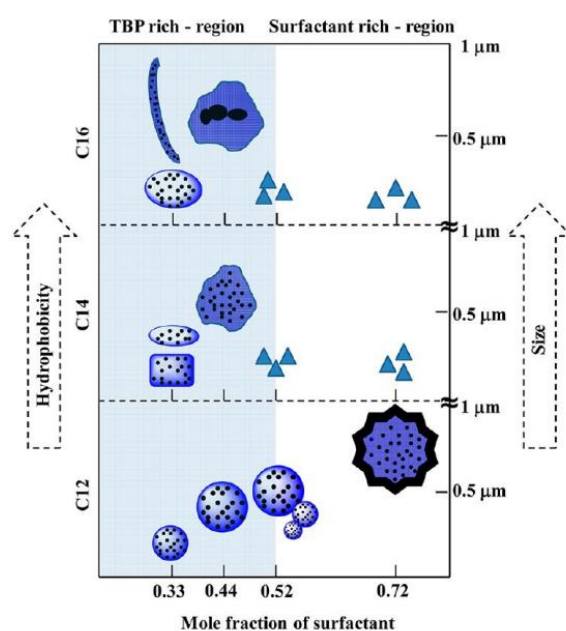 TBP rich - region Surfactant rich - region
1 μm
C16
0.5 μm
1 μm
Hydrophobicity
C14
0.5 μm
Size
1 μm
C12
0.5 μm
0.33 0.44 0.52 0.72
Mole fraction of surfactant